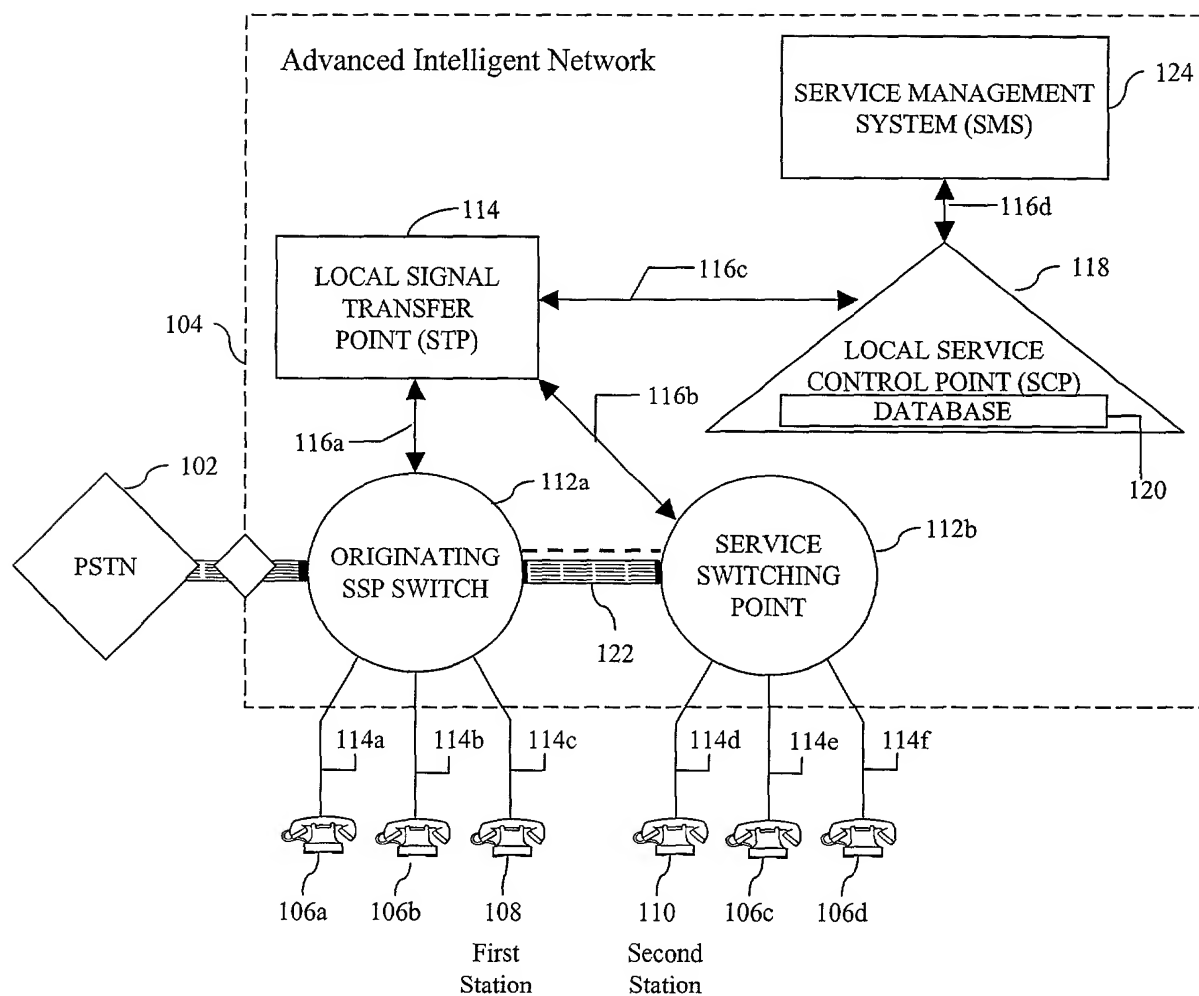 Advanced Intelligent Network
SERVICE MANAGEMENT
SYSTEM (SMS)
124
116d
114
LOCAL SIGNAL
TRANSFER
POINT (STP)
116c
118
104
LOCAL SERVICE
CONTROL POINT (SCP)
DATABASE
116b
116a
120
102
112a
112b
PSTN
ORIGINATING
SSP SWITCH
SERVICE
SWITCHING
POINT
122
114a
114b
114c
114d
114e
114f
106a
106b
108
110
106c
106d
First
Station
Second
Station